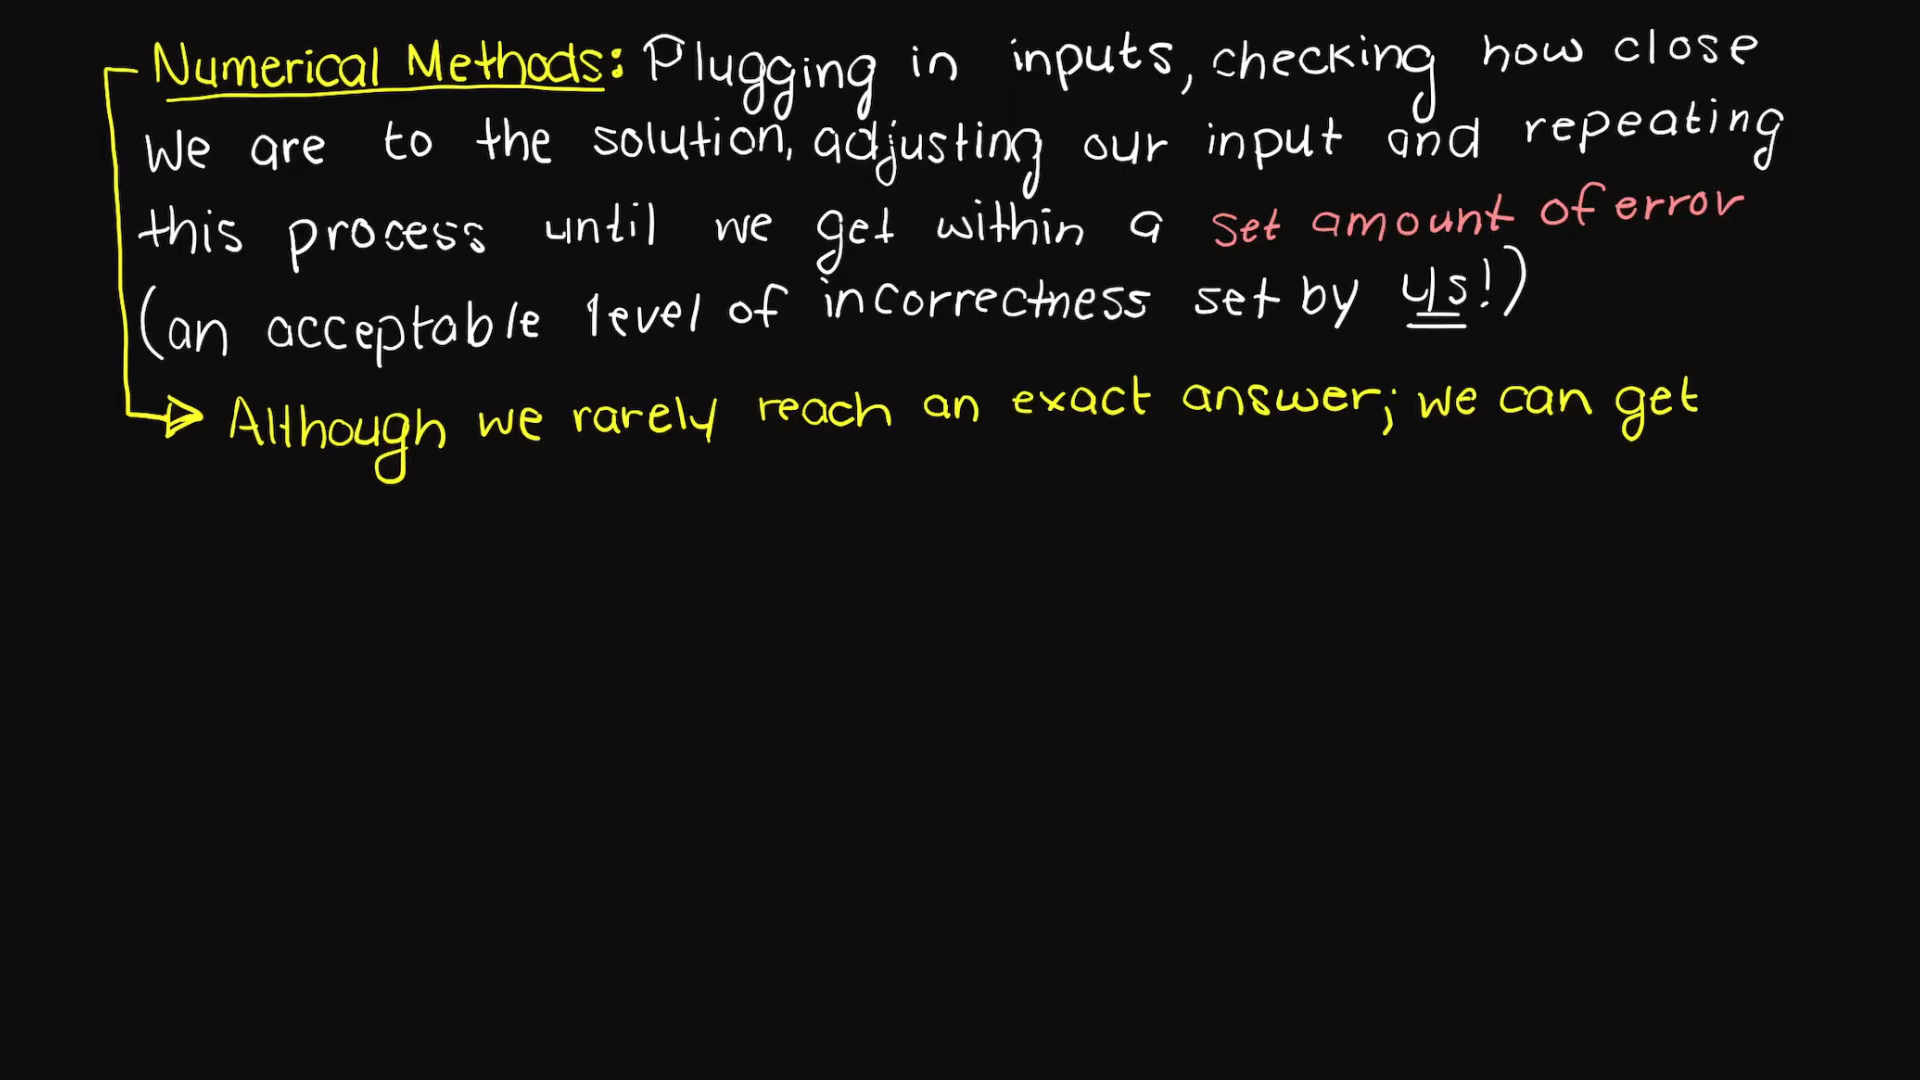 Numerical Methods: Plugging in inputs, checking how close
we are to the solution, adjusting our input and repeating
this process until we get within a set amount of error
(an acceptable level of incorrectness set by us!)
Although we rarely reach an exact answer; we can get